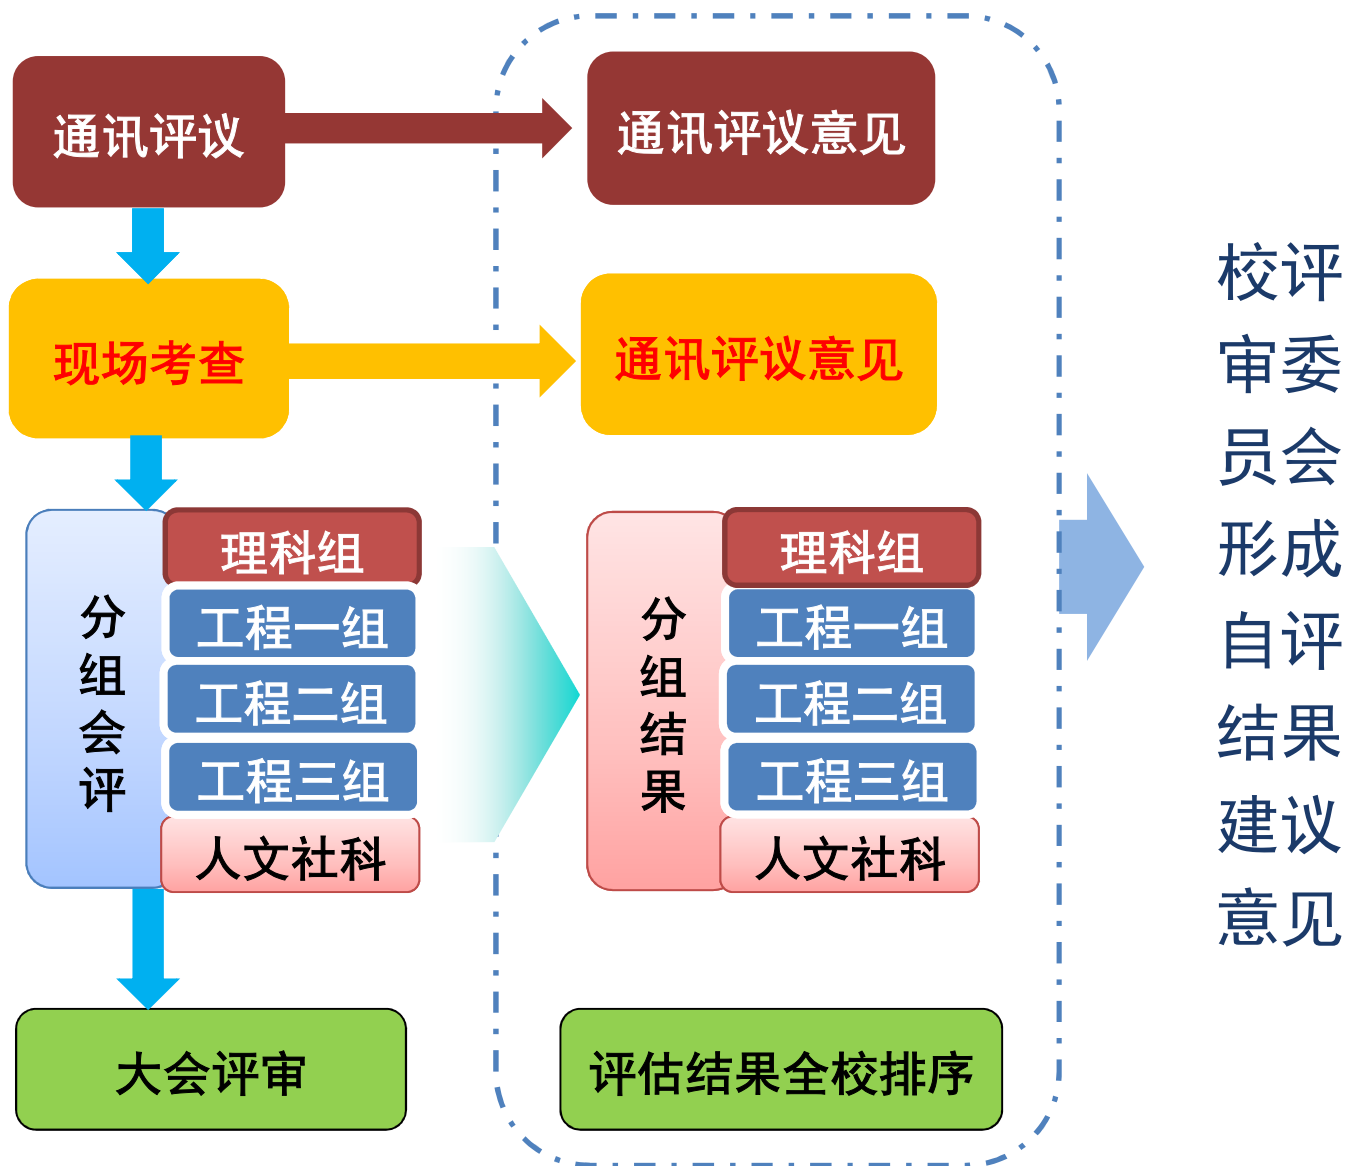 通讯评议
通讯评议意见
现场考查
通讯评议意见
分组会评
理科组
工程一组
工程二组
工程三组
人文社科
分组结果
理科组
工程一组
工程二组
工程三组
人文社科
大会评审
评估结果全校排序
校评
审委
员会
形成
自评
结果
建议
意见